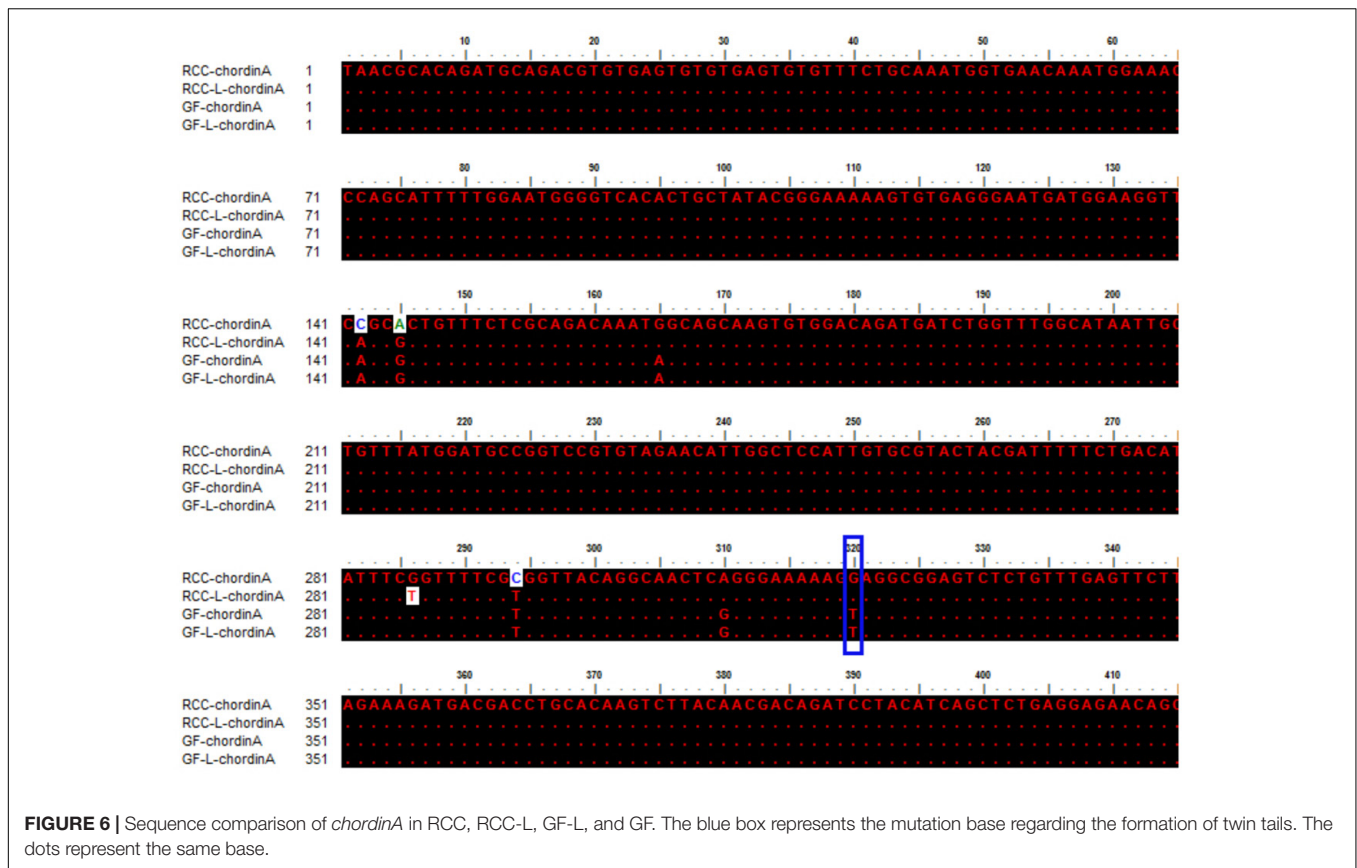 10 20 30 40 50 60
RCC-chordinA 1 TAACGCACAGATGCAGACGTGTGAGTGTGTGAGTGTGTTTCTGCAAATGGTGAACAAATGGAAAG
RCC-L-chordinA 1 .................................................................
GF-chordinA 1 .................................................................
GF-L-chordinA 1 .................................................................
80 90 100 110 120 130
RCC-chordinA 71 CCAGCATTTTTGGAATGGGGTCACACTGCTATACGGGAAAAAGTGTGAGGGAATGATGGAAGGTT
RCC-L-chordinA 71 .................................................................
GF-chordinA 71 .................................................................
GF-L-chordinA 71 .................................................................
150 160 170 180 190 200
RCC-chordinA 141 CCGCACTGTTTCTCGCAGACAAATGGCAGCAAGTGTGGACAGATGATCTGGTTTGGCATAATTGC
RCC-L-chordinA 141 .A..G............................................................
GF-chordinA 141 .A..G...................A........................................
GF-L-chordinA 141 .A..G...................A........................................
220 230 240 250 260 270
RCC-chordinA 211 TGTTTATGGATGCCGGTCCGTGTAGAACATTGGCTCCATTGTGCGTACTACGATTTTTCTGACAT
RCC-L-chordinA 211 .................................................................
GF-chordinA 211 .................................................................
GF-L-chordinA 211 .................................................................
290 300 310 320 330 340
RCC-chordinA 281 ATTTCGGTTTTCGCGGTTACAGGCAACTCAGGGAAAAAGGAGGCGGAGTCTCTGTTTGAGTTCTT
RCC-L-chordinA 281 .....T.......T...................................................
GF-chordinA 281 .............T...............G.........T.........................
GF-L-chordinA 281 .............T...............G.........T.........................
360 370 380 390 400 410
RCC-chordinA 351 AGAAAGATGACGACCTGCACAAGTCTTACAACGACAGATCCTACATCAGCTCTGAGGAGAACAGC
RCC-L-chordinA 351 .................................................................
GF-chordinA 351 .................................................................
GF-L-chordinA 351 .................................................................
FIGURE 6 | Sequence comparison of chordinA in RCC, RCC-L, GF-L, and GF. The blue box represents the mutation base regarding the formation of twin tails. The
dots represent the same base.